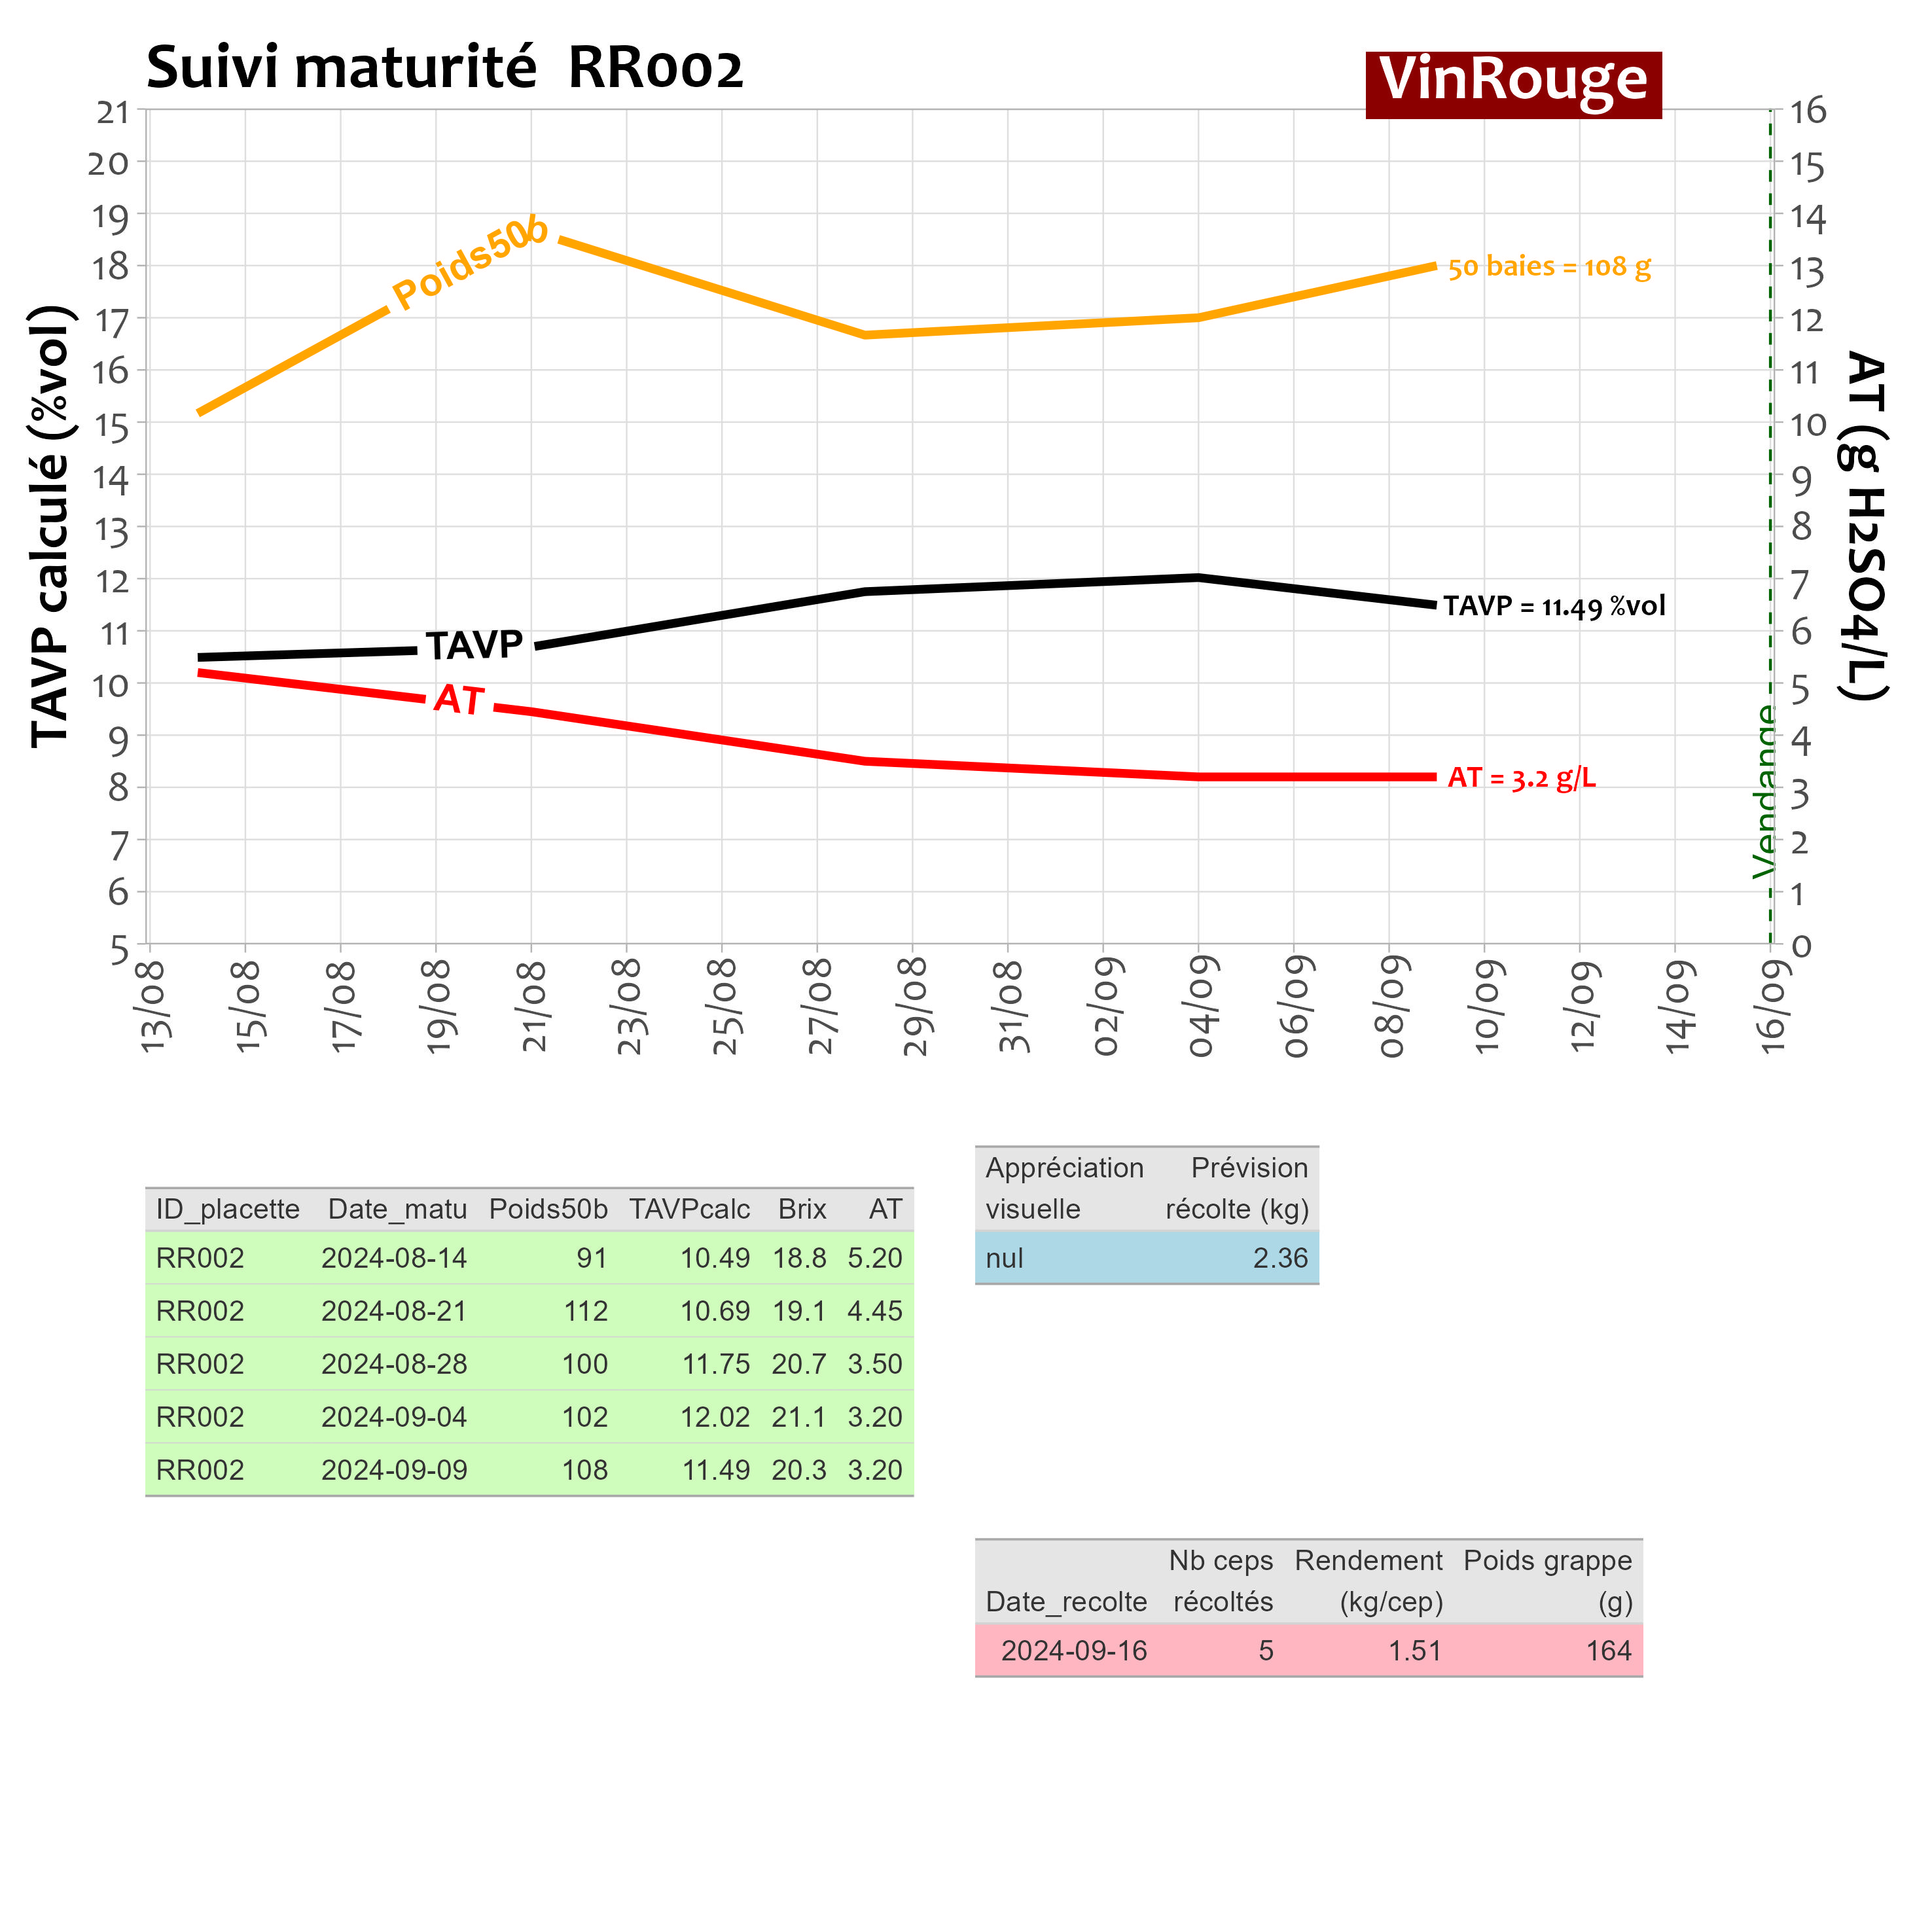 Suivi maturité  RR002
VinRouge
TAVP calculé (%vol)
21
20
19
18
17
16
15
14
13
12
11
10
9
8
7
6
5
Poids50b
50 baies = 108 g
TAVP
TAVP = 11.49 %vol
AT
AT = 3.2 g/L
Vendange
16
15
14
13
12
11
10
9
8
7
6
5
4
3
2
1
0
AT (g H2SO4/L)
13/08 15/08 17/08 19/08 21/08 23/08 25/08 27/08 29/08 31/08 02/09 04/09 06/09 08/09 10/09 12/09 14/09 16/09
ID_placette Date_matu Poids50b TAVPcalc Brix AT
RR002 2024-08-14 91 10.49 18.8 5.20
RR002 2024-08-21 112 10.69 19.1 4.45
RR002 2024-08-28 100 11.75 20.7 3.50
RR002 2024-09-04 102 12.02 21.1 3.20
RR002 2024-09-09 108 11.49 20.3 3.20
Appréciation Prévision
visuelle récolte (kg)
nul 2.36
Nb ceps Rendement Poids grappe
Date_recolte récoltés (kg/cep) (g)
2024-09-16 5 1.51 164